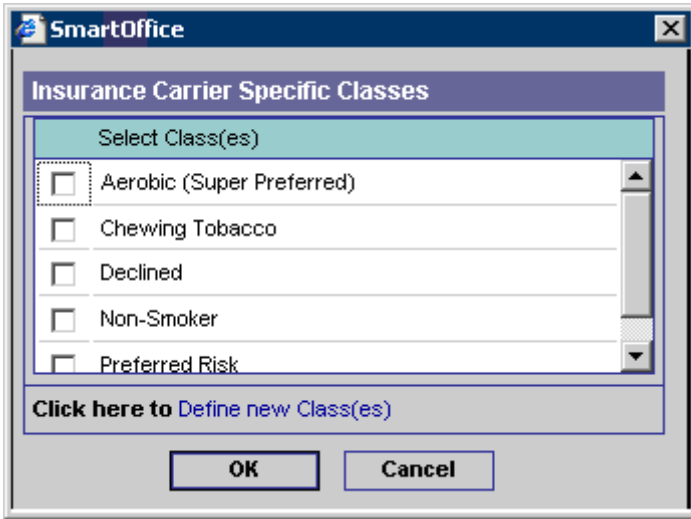 SmartOffice
Insurance Carrier Specific Classes
Select Class(es)
Aerobic (Super Preferred)
Chewing Tobacco
Declined
Non-Smoker
Preferred Risk
Click here to Define new Class(es)
OK Cancel